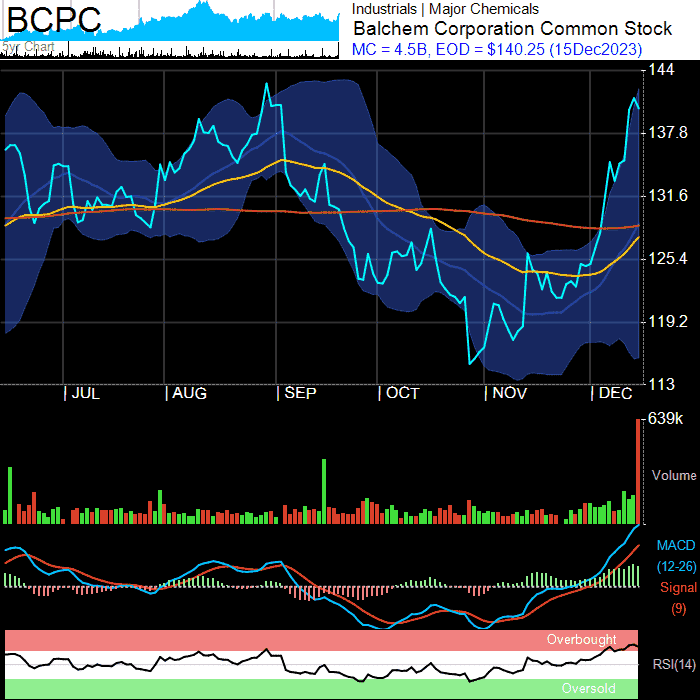 BCPC
5yr Chart
Industrials | Major Chemicals
Balchem Corporation Common Stock
MC = 4.5B, EOD = $140.25 (15Dec2023)
144
137.8
131.6
125.4
119.2
113
| JUL | AUG | SEP | OCT | NOV | DEC
639k
Volume
MACD
(12-26)
Signal
(9)
Overbought
RSI(14)
Oversold